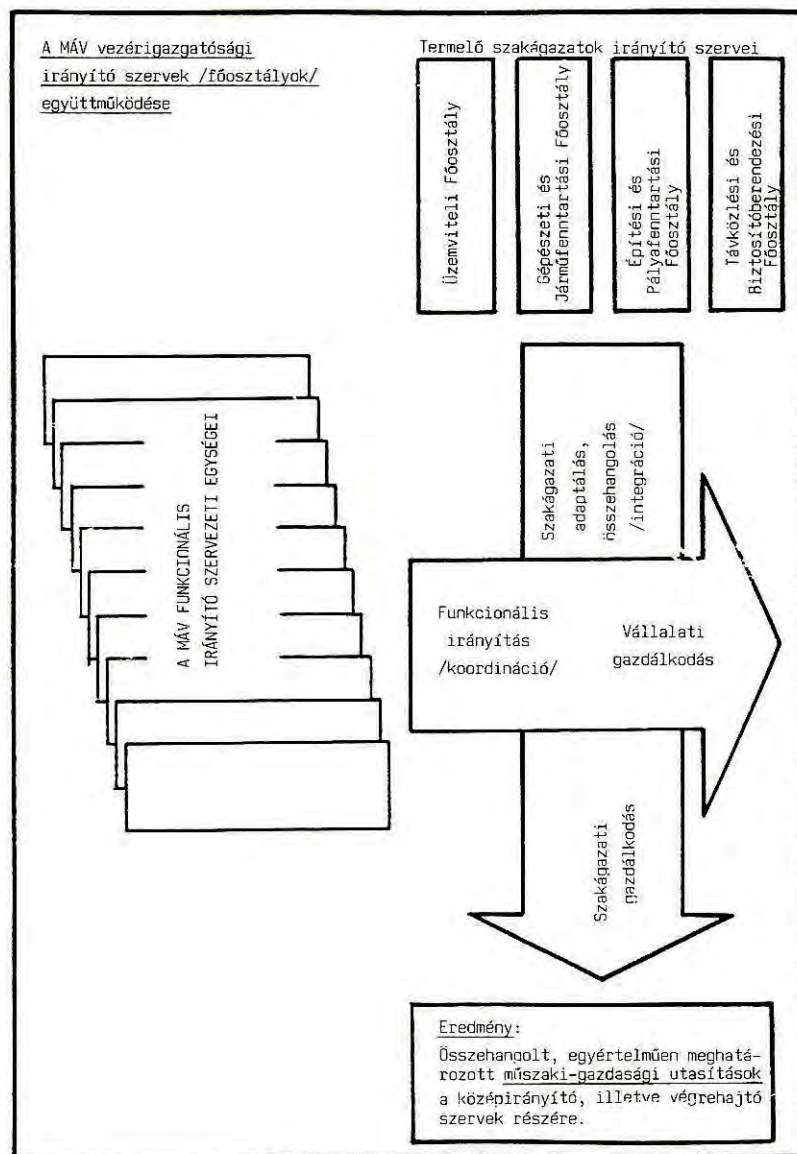 A MÁV vezérigazgatósági
irányító szervek /főosztályok/
együttműködése
Termelő szakágazatok irányító szervei
Üzemviteli Főosztály
Gépészeti és
Járműfenntartási Főosztály
Építési és
Pályafenntartási
Főosztály
Távközlési és
Biztosítóberendezési
Főosztály
A MÁV FUNKCIONÁLIS
IRÁNYÍTÓ SZERVEZETI EGYSÉGEI
Szakágazati
adaptálás,
összehangolás
/integráció/
Funkcionális
irányítás
/koordináció/
Vállalati
gazdálkodás
Szakágazati
gazdálkodás
Eredmény:
Összehangolt, egyértelműen meghatá-
rozott műszaki-gazdasági utasítások
a középirányító, illetve végrehajtó
szervek részére.